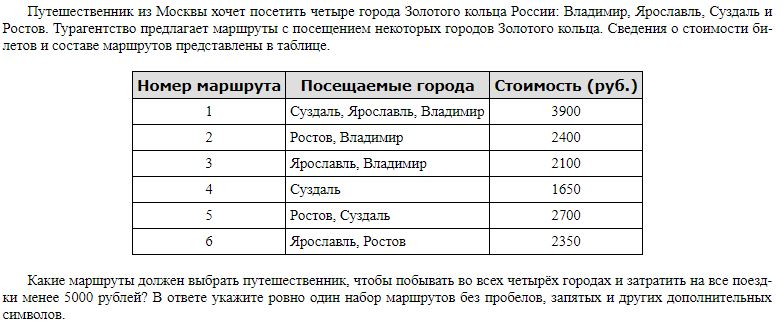 Путешественник из Москвы хочет посетить четыре города Золотого кольца России: Владимир, Ярославль, Суздаль и
Ростов. Турагентство предлагает маршруты с посещением некоторых городов Золотого кольца. Сведения о стоимости би-
летов и составе маршрутов представлены в таблице.
Номер маршрута Посещаемые города Стоимость (руб.)
1 Суздаль, Ярославль, Владимир 3900
2 Ростов, Владимир 2400
3 Ярославль, Владимир 2100
4 Суздаль 1650
5 Ростов, Суздаль 2700
6 Ярославль, Ростов 2350
Какие маршруты должен выбрать путешественник, чтобы побывать во всех четырёх городах и затратить на все поезд-
ки менее 5000 рублей? В ответе укажите ровно один набор маршрутов без пробелов, запятых и других дополнительных
символов.